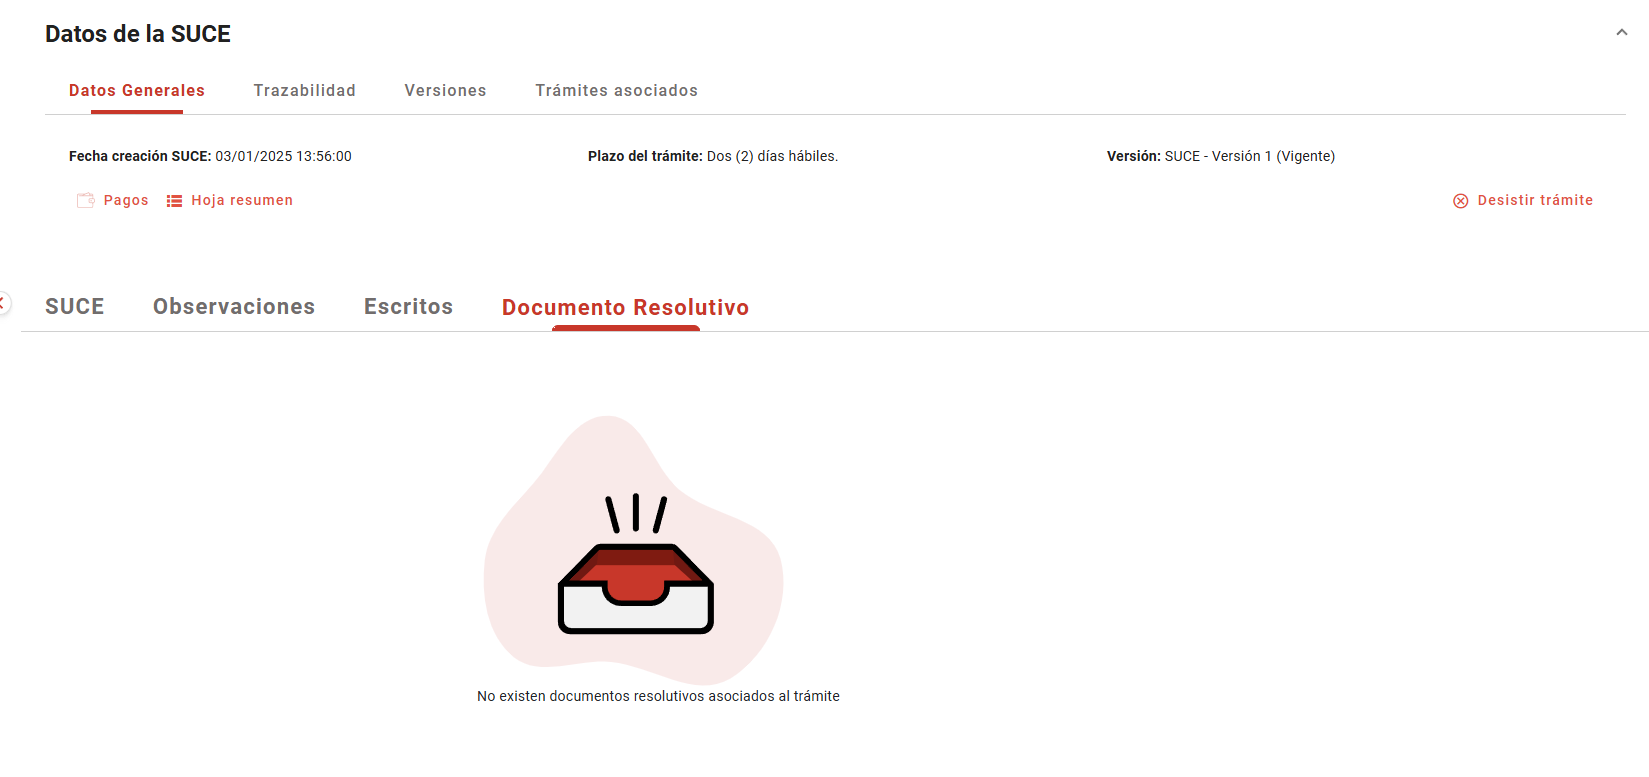 Datos de la SUCE
Datos Generales Trazabilidad Versiones Trámites asociados
Fecha creación SUCE: 03/01/2025 13:56:00 Plazo del trámite: Dos (2) días hábiles. Versión: SUCE - Versión 1 (Vigente)
Pagos Hoja resumen Desistir trámite
SUCE Observaciones Escritos Documento Resolutivo
No existen documentos resolutivos asociados al trámite